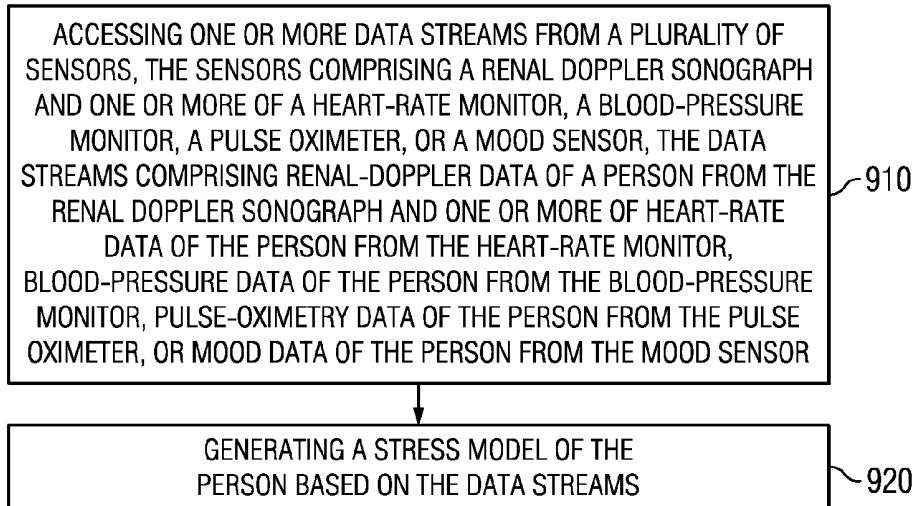 ACCESSING ONE OR MORE DATA STREAMS FROM A PLURALITY OF
SENSORS, THE SENSORS COMPRISING A RENAL DOPPLER SONOGRAPH
AND ONE OR MORE OF A HEART-RATE MONITOR, A BLOOD-PRESSURE
MONITOR, A PULSE OXIMETER, OR A MOOD SENSOR, THE DATA
STREAMS COMPRISING RENAL-DOPPLER DATA OF A PERSON FROM THE
RENAL DOPPLER SONOGRAPH AND ONE OR MORE OF HEART-RATE
DATA OF THE PERSON FROM THE HEART-RATE MONITOR,
BLOOD-PRESSURE DATA OF THE PERSON FROM THE BLOOD-PRESSURE
MONITOR, PULSE-OXIMETRY DATA OF THE PERSON FROM THE PULSE
OXIMETER, OR MOOD DATA OF THE PERSON FROM THE MOOD SENSOR
910
GENERATING A STRESS MODEL OF THE
PERSON BASED ON THE DATA STREAMS
920